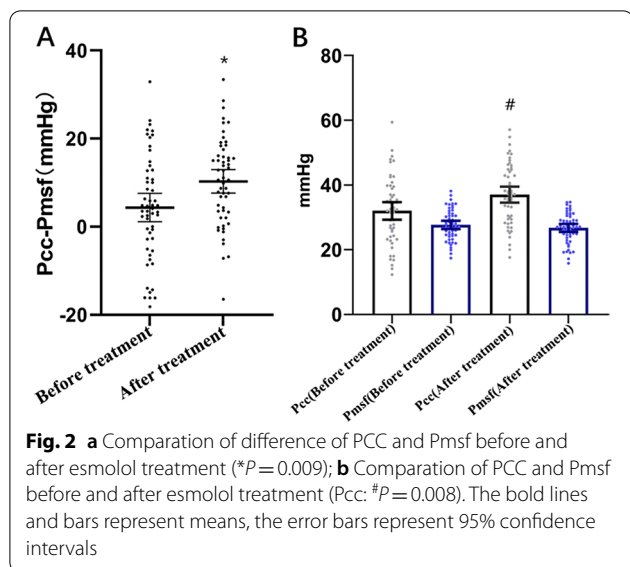 A
*
Pcc-Pmsf(mmHg)
40
20
0
-20
Before treatment
After treatment
B
#
mmHg
80
60
40
20
0
Pcc(Before treatment)
Pmsf(Before treatment)
Pcc(After treatment)
Pmsf(After treatment)
Fig. 2 a Comparation of difference of PCC and Pmsf before and
after esmolol treatment (*P = 0.009); b Comparation of PCC and Pmsf
before and after esmolol treatment (Pcc: #P = 0.008). The bold lines
and bars represent means, the error bars represent 95% confidence
intervals